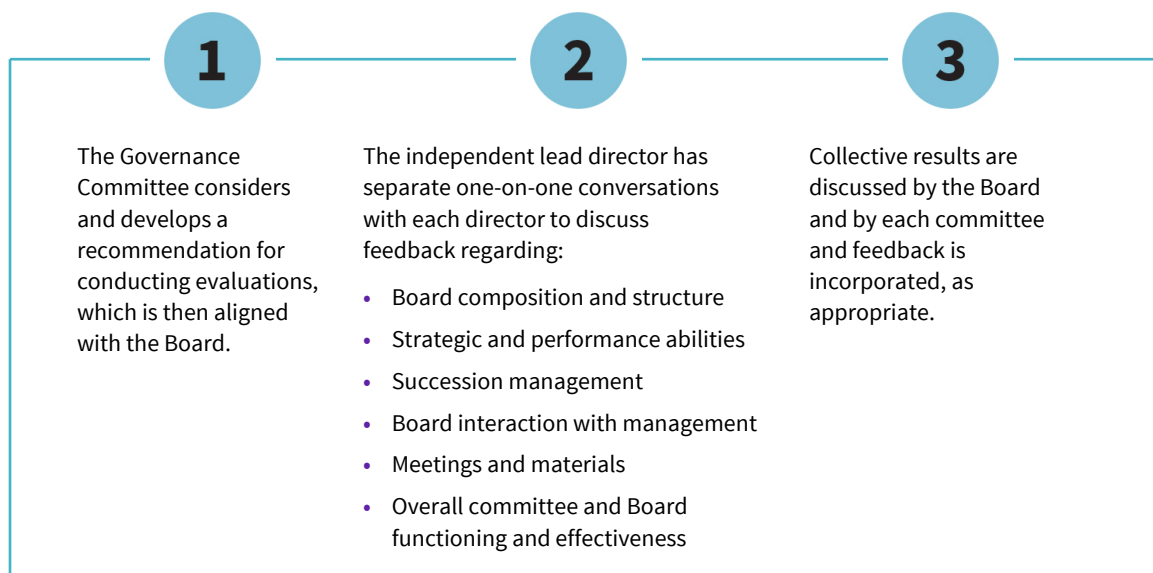 1
The Governance
Committee considers
and develops a
recommendation for
conducting evaluations,
which is then aligned
with the Board.
2
The independent lead director has
separate one-on-one conversations
with each director to discuss
feedback regarding:
• Board composition and structure
• Strategic and performance abilities
• Succession management
• Board interaction with management
• Meetings and materials
• Overall committee and Board
functioning and effectiveness
3
Collective results are
discussed by the Board
and by each committee
and feedback is
incorporated, as
appropriate.